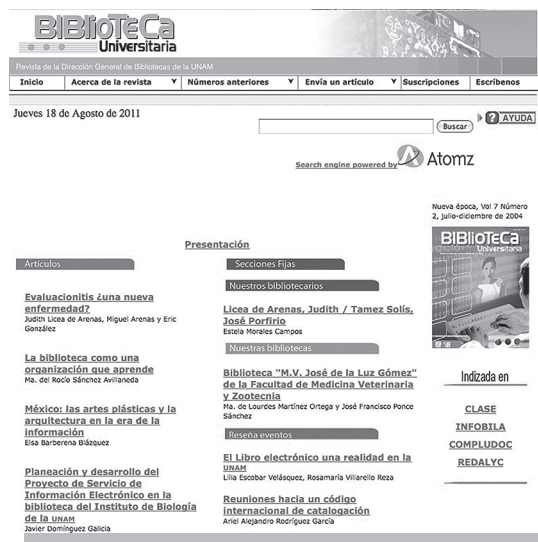 BIBlioTECa
Universitaria
Revista de la Dirección General de Bibliotecas de la UNAM
Inicio Acerca de la revista Números anteriores Envía un artículo Suscripciones Escríbenos
Jueves 18 de Agosto de 2011
Buscar
? AYUDA
Search engine powered by Atomz
Nueva época, Vol 7 Número
2, julio-diciembre de 2004
BIBlioTECa
Universitaria
Presentación
Artículos
Evaluacionitis ¿una nueva
enfermedad?
Judith Licea de Arenas, Miguel Arenas y Eric
González
La biblioteca como una
organización que aprende
Ma. del Rocío Sánchez Avillaneda
México: las artes plásticas y la
arquitectura en la era de la
información
Elsa Barberena Blázquez
Planeación y desarrollo del
Proyecto de Servicio de
Información Electrónico en la
biblioteca del Instituto de Biología
de la UNAM
Javier Domínguez Galicia
Secciones Fijas
Nuestros bibliotecarios
Licea de Arenas, Judith / Tamez Solís,
José Porfirio
Estela Morales Campos
Nuestras bibliotecas
Biblioteca "M.V. José de la Luz Gómez"
de la Facultad de Medicina Veterinaria
y Zootecnia
Ma. de Lourdes Martínez Ortega y José Francisco Ponce
Sánchez
Reseña eventos
El Libro electrónico una realidad en la
UNAM
Lilia Escobar Velásquez, Rosamaría Villarello Reza
Reuniones hacia un código
internacional de catalogación
Ariel Alejandro Rodríguez García
Indizada en
CLASE
INFOBILA
COMPLUDOC
REDALYC